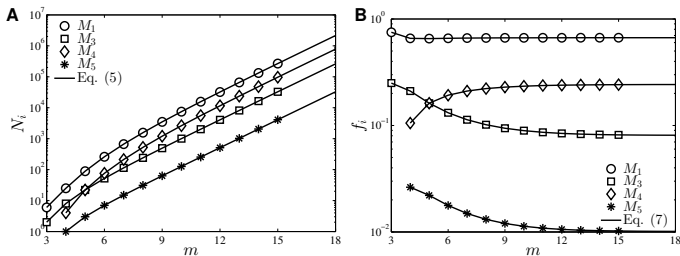 A
10^7
10^6
10^5
10^4
10^3
10^2
10^1
10^0
N_i
M_1
M_3
M_4
M_5
Eq. (5)
3 6 9 12 15 18
m
B
10^0
10^-1
10^-2
f_i
M_1
M_3
M_4
M_5
Eq. (7)
3 6 9 12 15 18
m